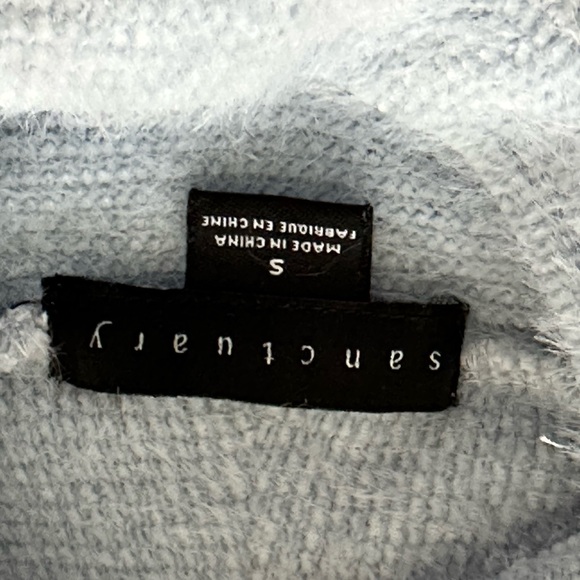 sanctuary
S
MADE IN CHINA
FABRIQUE EN CHINE